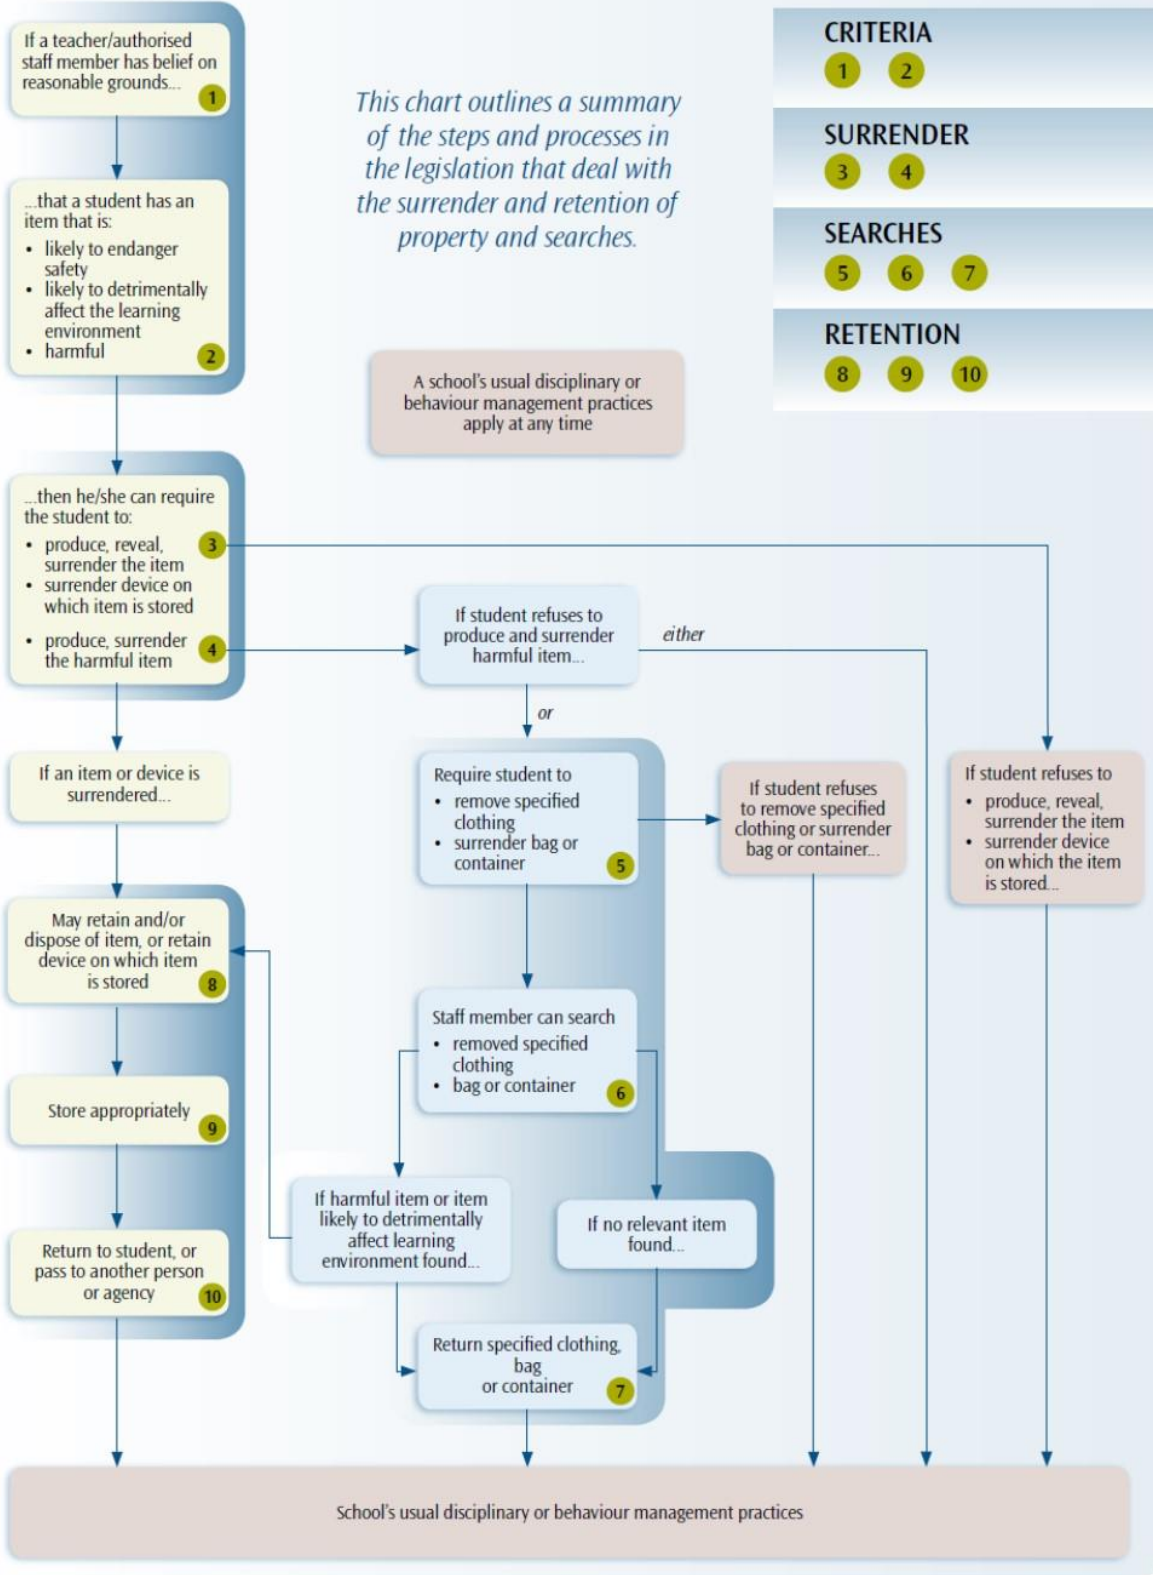 If a teacher/authorised
staff member has belief on
reasonable grounds...
1
...that a student has an
item that is:
• likely to endanger
safety
• likely to detrimentally
affect the learning
environment
• harmful
2
This chart outlines a summary
of the steps and processes in
the legislation that deal with
the surrender and retention of
property and searches.
A school's usual disciplinary or
behaviour management practices
apply at any time
CRITERIA
1 2
SURRENDER
3 4
SEARCHES
5 6 7
RETENTION
8 9 10
...then he/she can require
the student to:
• produce, reveal,
surrender the item
3
• surrender device on
which item is stored
• produce, surrender
the harmful item
4
If student refuses to
produce and surrender
harmful item...
either
or
If an item or device is
surrendered...
Require student to
• remove specified
clothing
• surrender bag or
container
5
If student refuses
to remove specified
clothing or surrender
bag or container...
If student refuses to
• produce, reveal,
surrender the item
• surrender device
on which the item
is stored...
May retain and/or
dispose of item, or retain
device on which item
is stored
8
Staff member can search
• removed specified
clothing
• bag or container
6
Store appropriately
9
If harmful item or item
likely to detrimentally
affect learning
environment found...
If no relevant item
found...
Return to student, or
pass to another person
or agency
10
Return specified clothing,
bag
or container
7
School's usual disciplinary or behaviour management practices